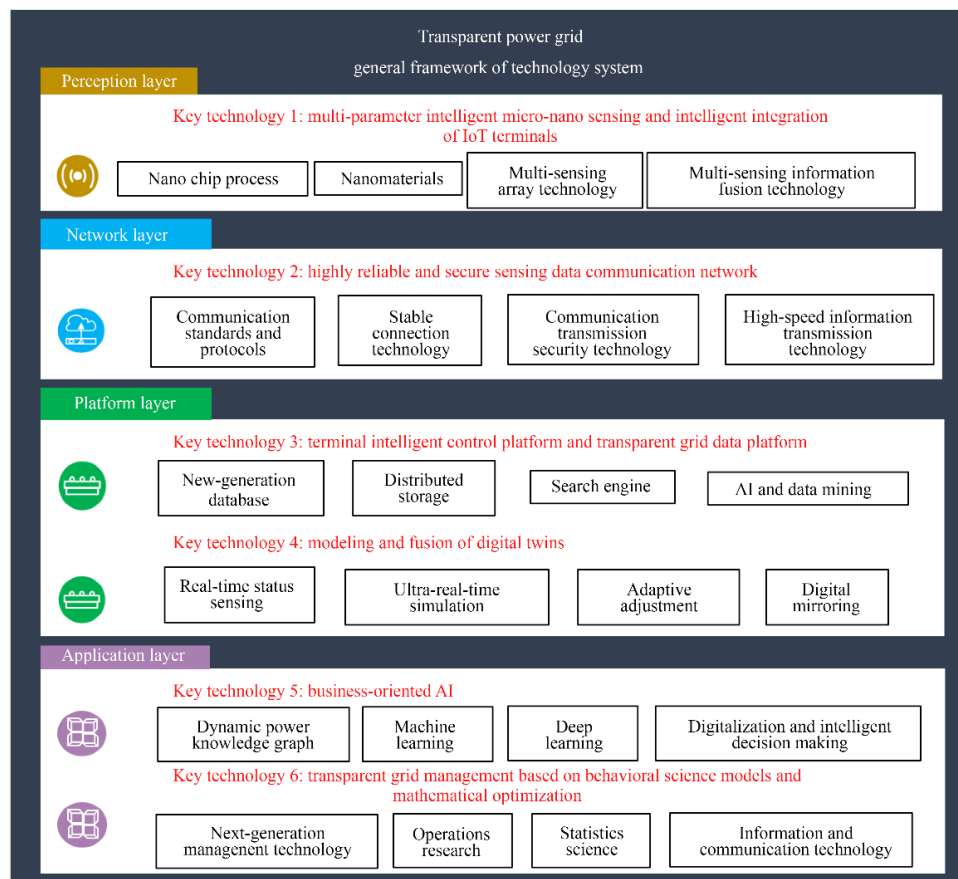 Transparent power grid
general framework of technology system
Perception layer
Key technology 1: multi-parameter intelligent micro-nano sensing and intelligent integration
of IoT terminals
Nano chip process
Nanomaterials
Multi-sensing
array technology
Multi-sensing information
fusion technology
Network layer
Key technology 2: highly reliable and secure sensing data communication network
Communication
standards and
protocols
Stable
connection
technology
Communication
transmission
security technology
High-speed information
transmission
technology
Platform layer
Key technology 3: terminal intelligent control platform and transparent grid data platform
New-generation
database
Distributed
storage
Search engine
AI and data mining
Key technology 4: modeling and fusion of digital twins
Real-time status
sensing
Ultra-real-time
simulation
Adaptive
adjustment
Digital
mirroring
Application layer
Key technology 5: business-oriented AI
Dynamic power
knowledge graph
Machine
learning
Deep
learning
Digitalization and intelligent
decision making
Key technology 6: transparent grid management based on behavioral science models and
mathematical optimization
Next-generation
management technology
Operations
research
Statistics
science
Information and
communication technology